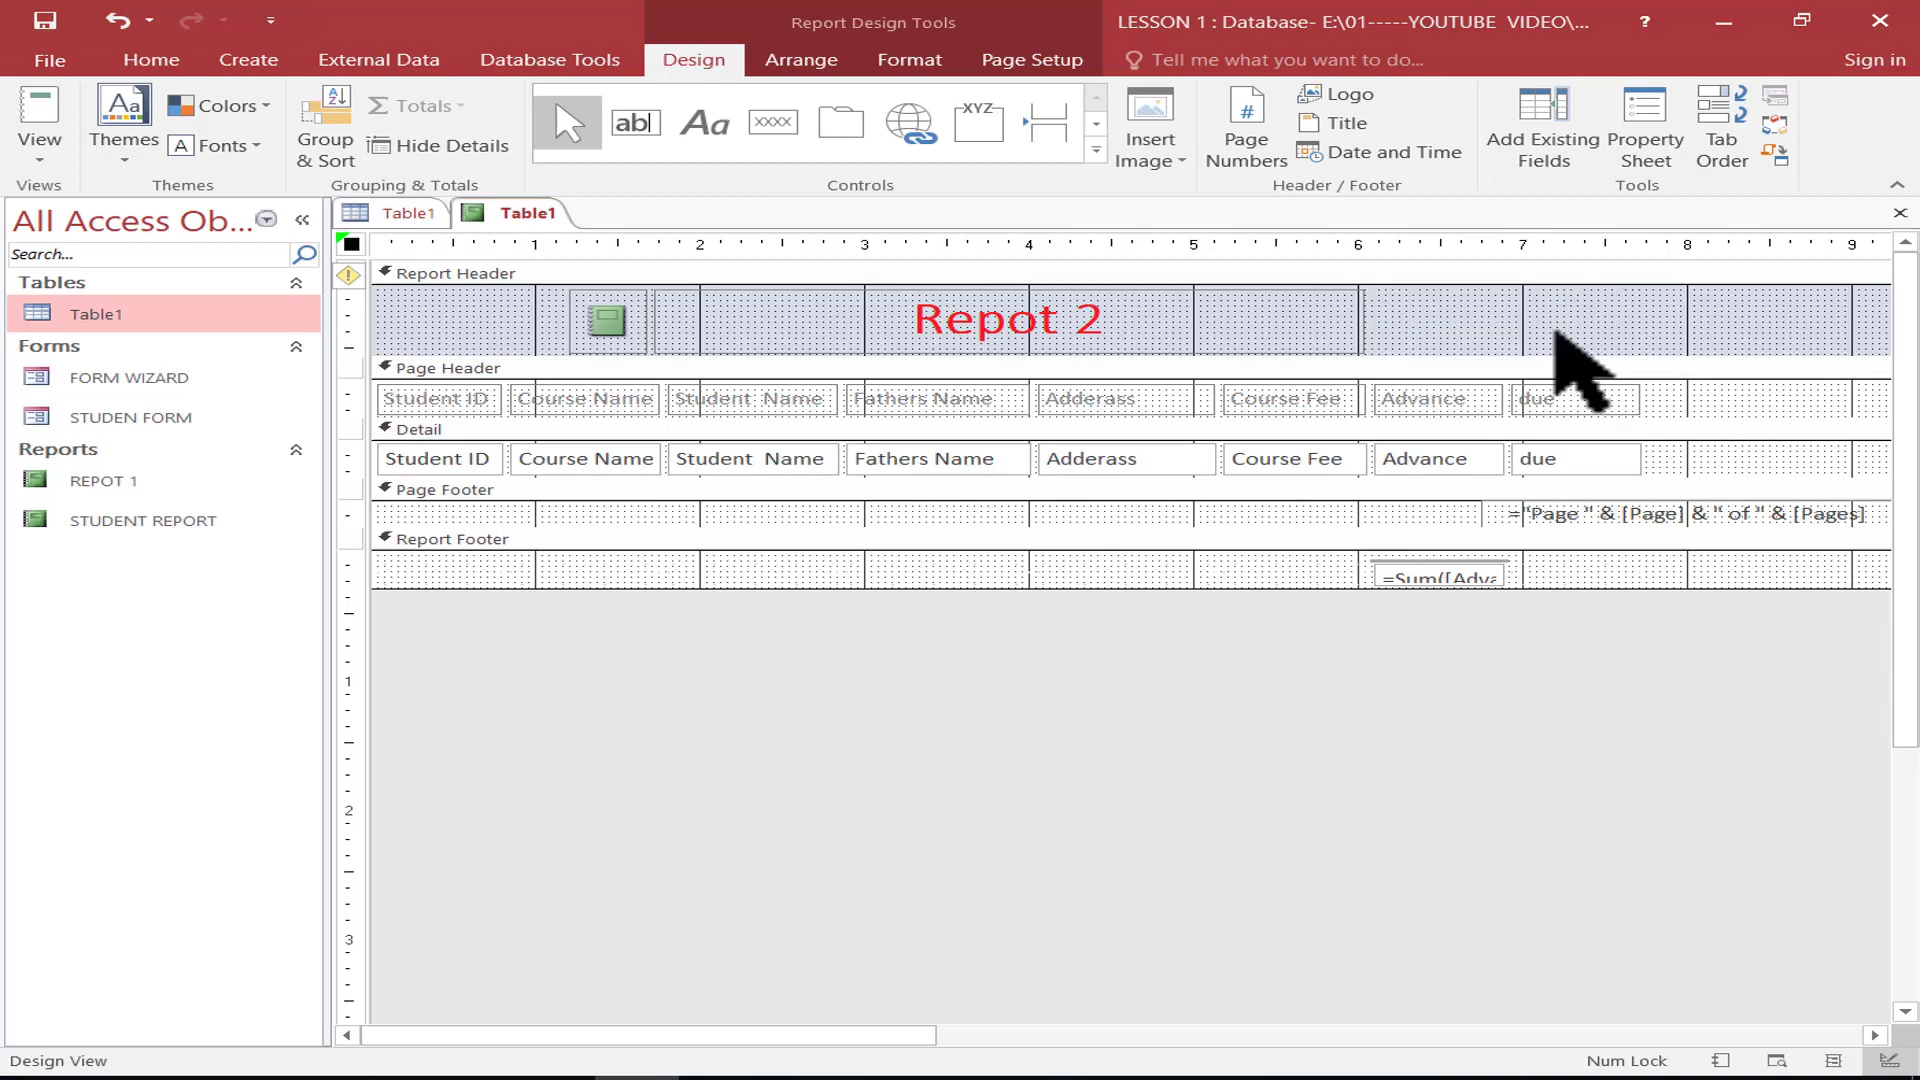 Report Design Tools
LESSON 1 : Database- E:\01-----YOUTUBE VIDEO\...
?
File Home Create External Data Database Tools Design Arrange Format Page Setup Tell me what you want to do... Sign in
View
Themes
Aa
Colors
A Fonts
Group
& Sort
Totals
Hide Details
ab
Aa
XXXX
XYZ
Insert
Image
#
Page
Numbers
Logo
Title
Date and Time
Add Existing
Fields
Property
Sheet
Tab
Order
Views Themes Grouping & Totals Controls Header / Footer Tools
All Access Ob...
Search...
Tables
Table1
Forms
FORM WIZARD
STUDEN FORM
Reports
REPOT 1
STUDENT REPORT
Table1 Table1
1 2 3 4 5 6 7 8 9
Report Header
Repot 2
Page Header
Student ID Course Name Student Name Fathers Name Adderass Course Fee Advance due
Detail
Student ID Course Name Student Name Fathers Name Adderass Course Fee Advance due
Page Footer
="Page " & [Page] & " of " & [Pages]
Report Footer
=Sum([Adva
1
2
3
Design View
Num Lock